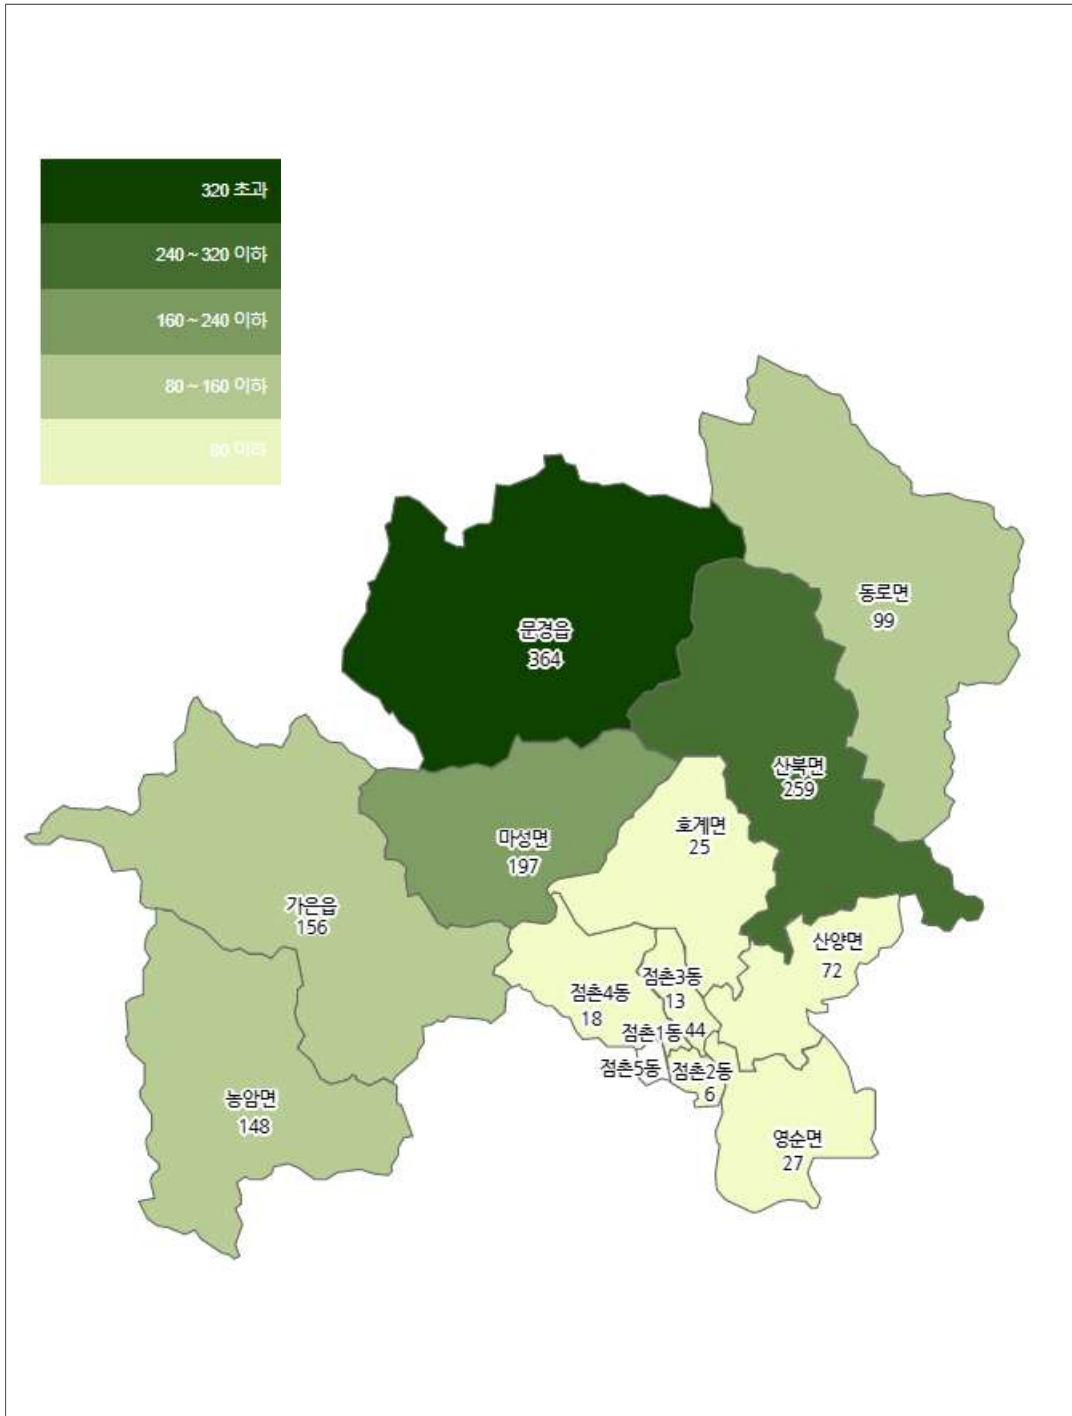 320 초과
240 ~ 320 이하
160 ~ 240 이하
80 ~ 160 이하
80 이하
동로면
99
문경읍
364
산북면
259
호계면
25
마성면
197
가은읍
156
산양면
72
점촌3동
13
점촌4동
18
점촌1동 44
점촌5동
점촌2동
6
농암면
148
영순면
27